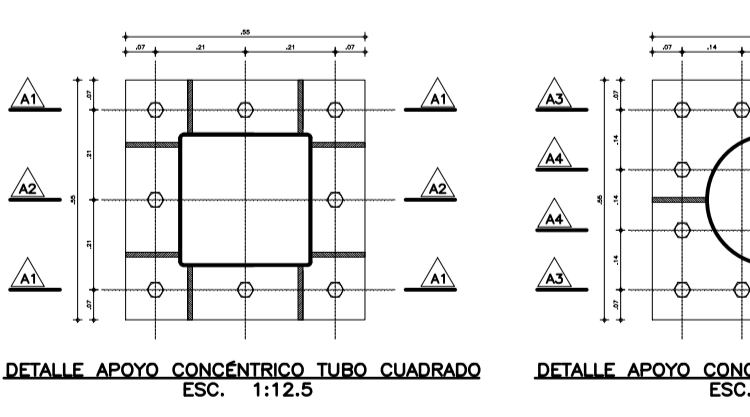 .55
.07 .21 .21 .07
.07 .14
A1
A2
A1
.07
.21
.21
.07
.55
A1
A2
A1
A3
A4
A4
A3
.07
.14
.14
.14
.07
.55
DETALLE APOYO CONCÉNTRICO TUBO CUADRADO
ESC. 1:12.5
DETALLE APOYO CONC
ESC.